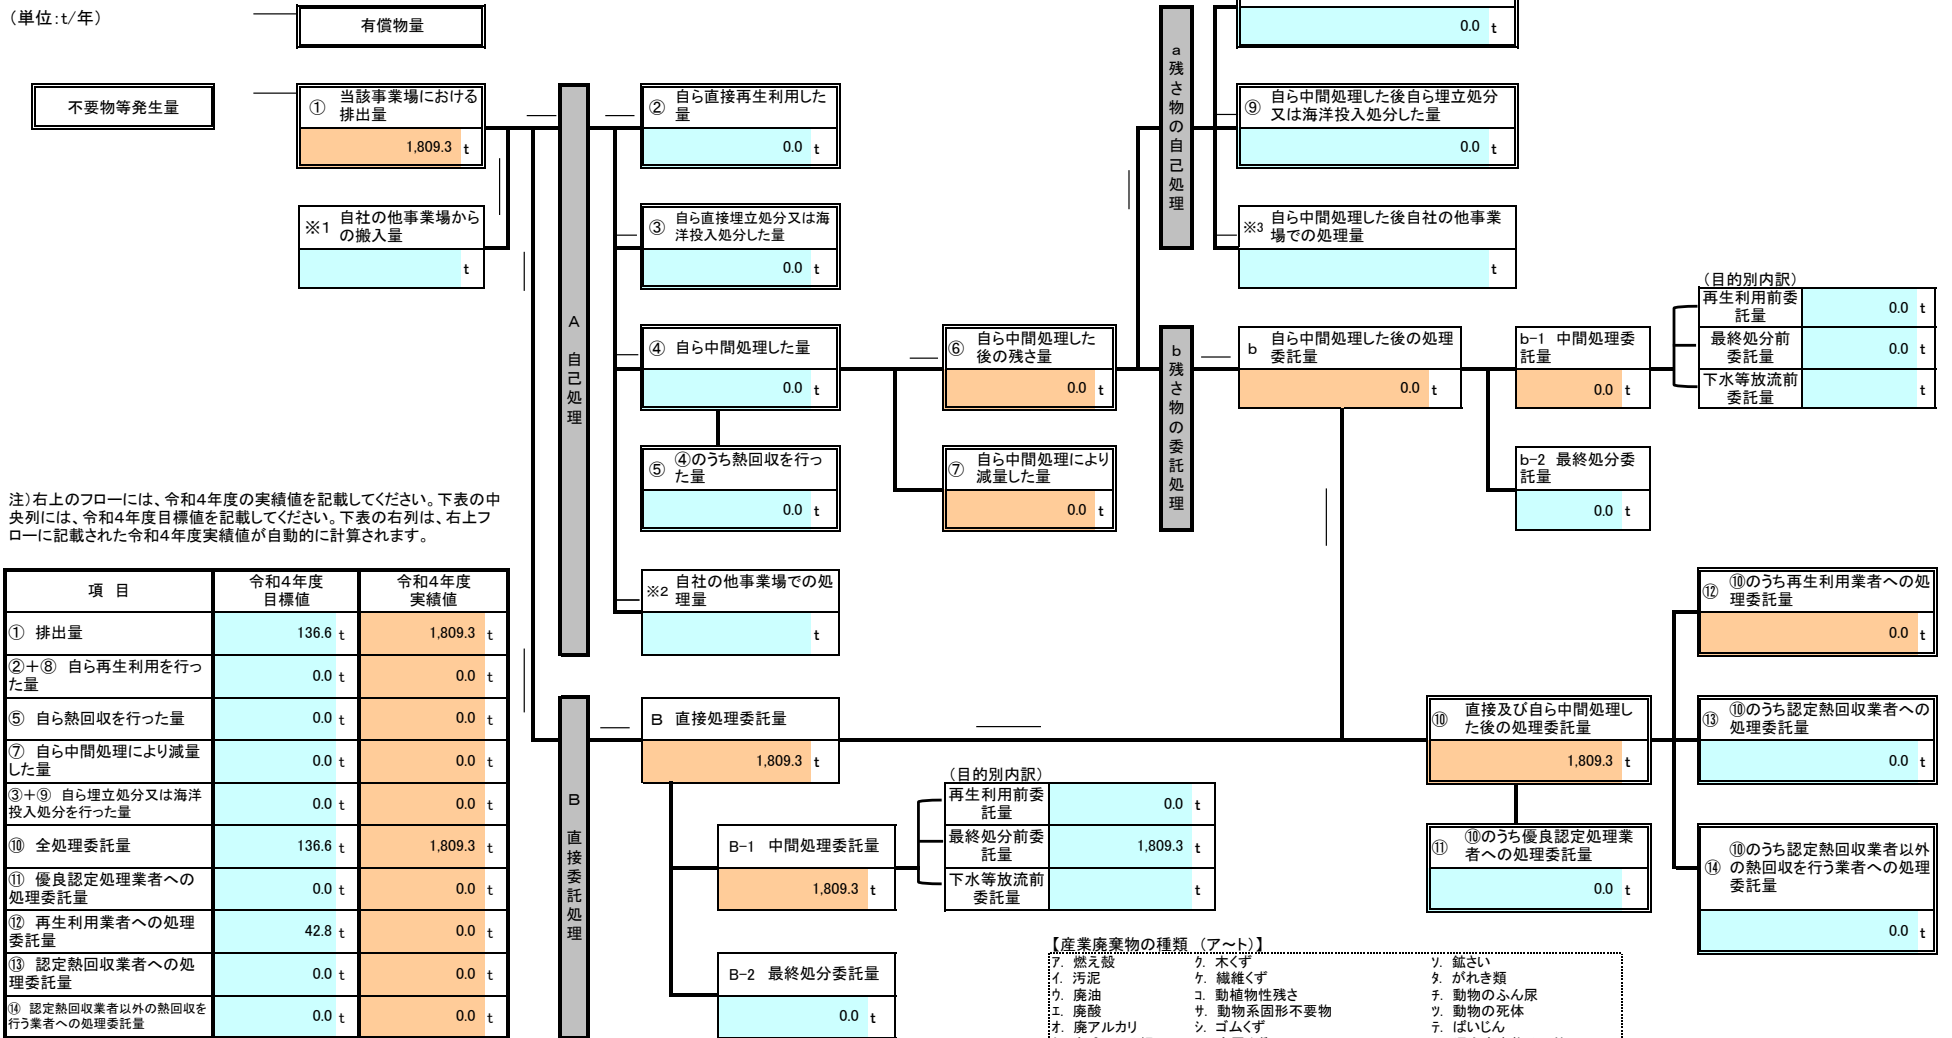 （単位：t/年）
有償物量
不要物等発生量
① 当該事業場における
排出量
1,809.3 t
※1 自社の他事業場から
の搬入量
t
A 自己処理
② 自ら直接再生利用した
量
0.0 t
③ 自ら直接埋立処分又は海
洋投入処分した量
0.0 t
④ 自ら中間処理した量
0.0 t
⑤ ④のうち熱回収を行っ
た量
0.0 t
※2 自社の他事業場での処
理量
t
⑥ 自ら中間処理した
後の残さ量
0.0 t
⑦ 自ら中間処理により
減量した量
0.0 t
a 残さ物の自己処理
0.0 t
⑨ 自ら中間処理した後自ら埋立処分
又は海洋投入処分した量
0.0 t
※3 自ら中間処理した後自社の他事業
場での処理量
t
b 残さ物の委託処理
b 自ら中間処理した後の処理
委託量
0.0 t
b-1 中間処理委
託量
0.0 t
b-2 最終処分委
託量
0.0 t
（目的別内訳）
再生利用前委
託量
0.0 t
最終処分前
委託量
0.0 t
下水等放流前
委託量
t
注）右上のフローには、令和４年度の実績値を記載してください。下表の中
央列には、令和４年度目標値を記載してください。下表の右列は、右上フ
ローに記載された令和４年度実績値が自動的に計算されます。
項 目
令和４年度
目標値
令和４年度
実績値
① 排出量 136.6 t 1,809.3 t
②＋⑧ 自ら再生利用を行っ
た量
0.0 t 0.0 t
⑤ 自ら熱回収を行った量 0.0 t 0.0 t
⑦ 自ら中間処理により減量
した量
0.0 t 0.0 t
③＋⑨ 自ら埋立処分又は海洋
投入処分を行った量
0.0 t 0.0 t
⑩ 全処理委託量 136.6 t 1,809.3 t
⑪ 優良認定処理業者への
処理委託量
0.0 t 0.0 t
⑫ 再生利用業者への処理
委託量
42.8 t 0.0 t
⑬ 認定熱回収業者への処
理委託量
0.0 t 0.0 t
⑭ 認定熱回収業者以外の熱回収を
行う業者への処理委託量
0.0 t 0.0 t
B 直接委託処理
B 直接処理委託量
1,809.3 t
B-1 中間処理委託量
1,809.3 t
B-2 最終処分委託量
0.0 t
（目的別内訳）
再生利用前委
託量
0.0 t
最終処分前委
託量
1,809.3 t
下水等放流前
委託量
t
⑩ 直接及び自ら中間処理し
た後の処理委託量
1,809.3 t
⑪ ⑩のうち優良認定処理業
者への処理委託量
0.0 t
⑫ ⑩のうち再生利用業者への処
理委託量
0.0 t
⑬ ⑩のうち認定熱回収業者への
処理委託量
0.0 t
⑭ ⑩のうち認定熱回収業者以外
の熱回収を行う業者への処理
委託量
0.0 t
【産業廃棄物の種類 （ア～ト）】
ア. 燃え殻 ク. 木くず ソ. 鉱さい
イ. 汚泥 ケ. 繊維くず タ. がれき類
ウ. 廃油 コ. 動植物性残さ チ. 動物のふん尿
エ. 廃酸 サ. 動物系固形不要物 ツ. 動物の死体
オ. 廃アルカリ シ. ゴムくず テ. ばいじん